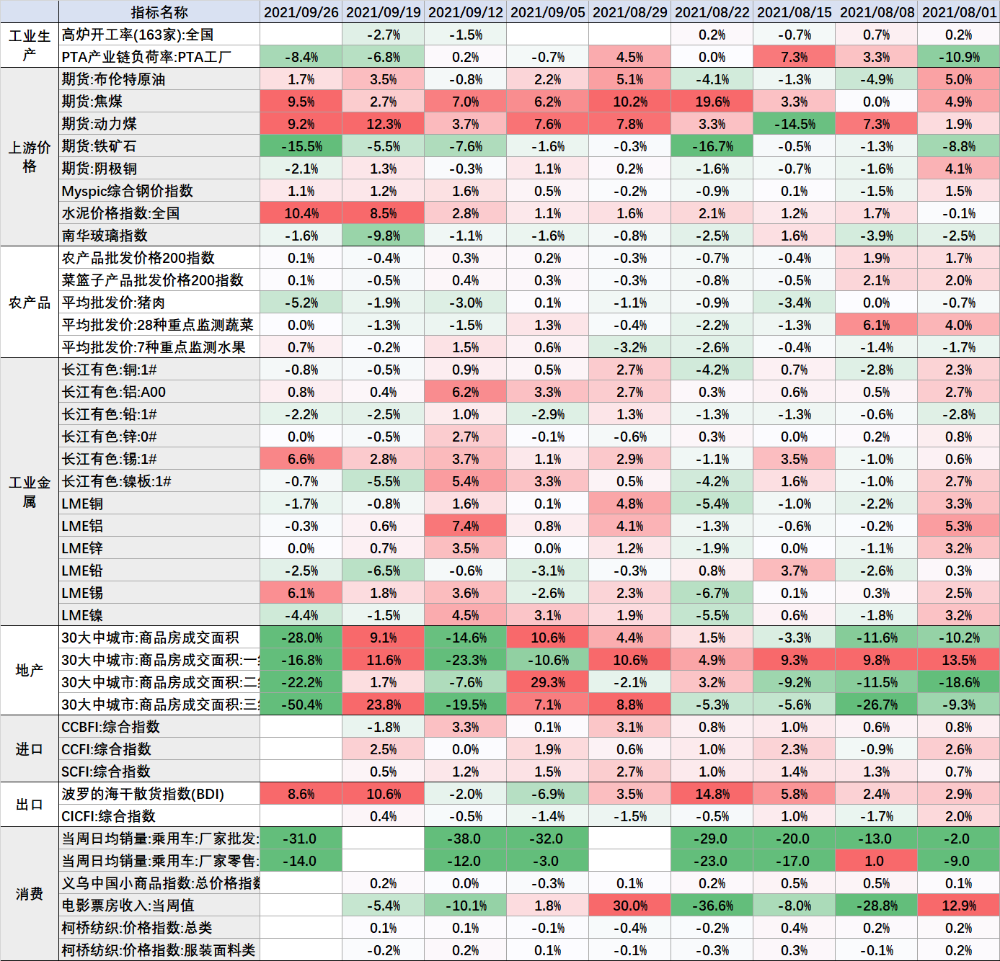 指标名称 2021/09/26 2021/09/19 2021/09/12 2021/09/05 2021/08/29 2021/08/22 2021/08/15 2021/08/08 2021/08/01
工业生产
高炉开工率(163家):全国 -2.7% -1.5% 0.2% -0.7% 0.7% 0.2%
PTA产业链负荷率:PTA工厂 -8.4% -6.8% 0.2% -0.7% 4.5% 0.0% 7.3% 3.3% -10.9%
上游价格
期货:布伦特原油 1.7% 3.5% -0.8% 2.2% 5.1% -4.1% -1.3% -4.9% 5.0%
期货:焦煤 9.5% 2.7% 7.0% 6.2% 10.2% 19.6% 3.3% 0.0% 4.9%
期货:动力煤 9.2% 12.3% 3.7% 7.6% 7.8% 3.3% -14.5% 7.3% 1.9%
期货:铁矿石 -15.5% -5.5% -7.6% -1.6% -0.3% -16.7% -0.5% -1.3% -8.8%
期货:阴极铜 -2.1% 1.3% -0.3% 1.1% 0.2% -1.6% -0.7% -1.6% 4.1%
Myspic综合钢价指数 1.1% 1.2% 1.6% 0.5% -0.2% -0.9% 0.1% -1.5% 1.5%
水泥价格指数:全国 10.4% 8.5% 2.8% 1.1% 1.6% 2.1% 1.2% 1.7% -0.1%
南华玻璃指数 -1.6% -9.8% -1.1% -1.6% -0.8% -2.5% 1.6% -3.9% -2.5%
农产品
农产品批发价格200指数 0.1% -0.4% 0.3% 0.2% -0.3% -0.7% -0.4% 1.9% 1.7%
菜篮子产品批发价格200指数 0.1% -0.5% 0.4% 0.3% -0.3% -0.8% -0.5% 2.1% 2.0%
平均批发价:猪肉 -5.2% -1.9% -3.0% 0.1% -1.1% -0.9% -3.4% 0.0% -0.7%
平均批发价:28种重点监测蔬菜 0.0% -1.3% -1.5% 1.3% -0.4% -2.2% -1.3% 6.1% 4.0%
平均批发价:7种重点监测水果 0.7% -0.2% 1.5% 0.6% -3.2% -2.6% -0.4% -1.4% -1.7%
工业金属
长江有色:铜:1# -0.8% -0.5% 0.9% 0.5% 2.7% -4.2% 0.7% -2.8% 2.3%
长江有色:铝:A00 0.8% 0.4% 6.2% 3.3% 2.7% 0.3% 0.6% 0.5% 2.7%
长江有色:铅:1# -2.2% -2.5% 1.0% -2.9% 1.3% -1.3% -1.3% -0.6% -2.8%
长江有色:锌:0# 0.0% -0.5% 2.7% -0.1% -0.6% 0.3% 0.0% 0.2% 0.8%
长江有色:锡:1# 6.6% 2.8% 3.7% 1.1% 2.9% -1.1% 3.5% -1.0% 0.6%
长江有色:镍板:1# -0.7% -5.5% 5.4% 3.3% 0.5% -4.2% 1.6% -1.0% 2.7%
LME铜 -1.7% -0.8% 1.6% 0.1% 4.8% -5.4% -1.0% -2.2% 3.3%
LME铝 -0.3% 0.6% 7.4% 0.8% 4.1% -1.3% -0.6% -0.2% 5.3%
LME锌 0.0% 0.7% 3.5% 0.0% 1.2% -1.9% 0.0% -1.1% 3.2%
LME铅 -2.5% -6.5% -0.6% -3.1% -0.3% 0.8% 3.7% -2.6% 0.3%
LME锡 6.1% 1.8% 3.6% -2.6% 2.3% -6.7% 0.1% 0.3% 2.5%
LME镍 -4.4% -1.5% 4.5% 3.1% 1.9% -5.5% 0.6% -1.8% 3.2%
地产
30大中城市:商品房成交面积 -28.0% 9.1% -14.6% 10.6% 4.4% 1.5% -3.3% -11.6% -10.2%
30大中城市:商品房成交面积:一 -16.8% 11.6% -23.3% -10.6% 10.6% 4.9% 9.3% 9.8% 13.5%
30大中城市:商品房成交面积:二 -22.2% 1.7% -7.6% 29.3% -2.1% 3.2% -9.2% -11.5% -18.6%
30大中城市:商品房成交面积:三 -50.4% 23.8% -19.5% 7.1% 8.8% -5.3% -5.6% -26.7% -9.3%
进口
CCBFI:综合指数 -1.8% 3.3% 0.1% 3.1% 0.8% 1.0% 0.6% 0.8%
CCFI:综合指数 2.5% 0.0% 1.9% 0.6% 1.0% 2.3% -0.9% 2.6%
SCFI:综合指数 0.5% 1.2% 1.5% 2.7% 1.0% 1.4% 1.3% 0.7%
出口
波罗的海干散货指数(BDI) 8.6% 10.6% -2.0% -6.9% 3.5% 14.8% 5.8% 2.4% 2.9%
CICFI:综合指数 0.4% -0.5% -1.4% -1.5% -0.5% 1.0% -1.7% 2.0%
消费
当周日均销量:乘用车:厂家批发: -31.0 -38.0 -32.0 -29.0 -20.0 -13.0 -2.0
当周日均销量:乘用车:厂家零售: -14.0 -12.0 -3.0 -23.0 -17.0 1.0 -9.0
义乌中国小商品指数:总价格指数 0.2% 0.0% -0.3% 0.1% 0.2% 0.5% 0.5% 0.1%
电影票房收入:当周值 -5.4% -10.1% 1.8% 30.0% -36.6% -8.0% -28.8% 12.9%
柯桥纺织:价格指数:总类 0.1% 0.1% -0.1% -0.4% -0.2% 0.4% 0.2% 0.2%
柯桥纺织:价格指数:服装面料类 -0.2% 0.2% 0.1% -0.1% -0.3% 0.3% -0.1% 0.2%